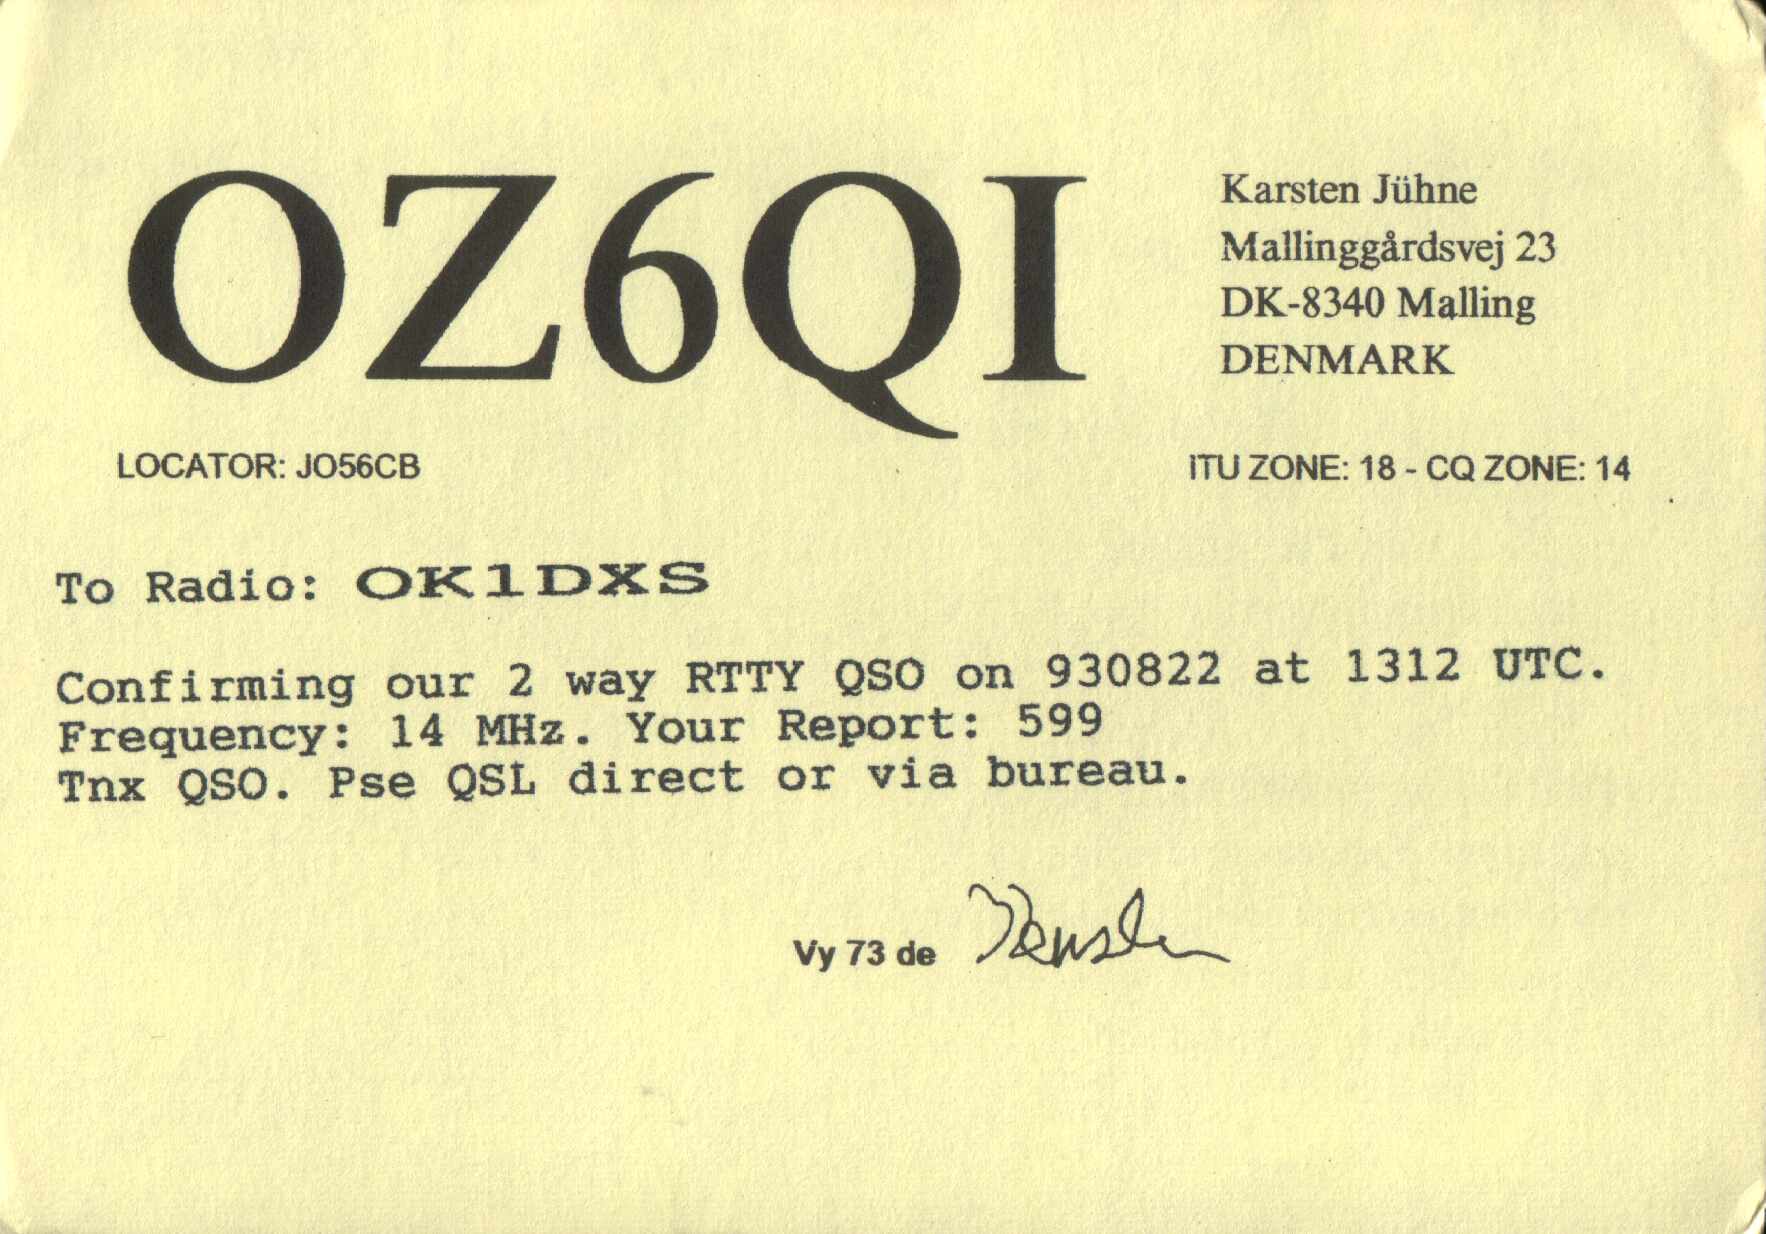 OZ6QI
Karsten Jühne
Mallinggårdsvej 23
DK-8340 Malling
DENMARK
LOCATOR: JO56CB
ITU ZONE: 18 - CQ ZONE: 14
To Radio: OK1DXS
Confirming our 2 way RTTY QSO on 930822 at 1312 UTC.
Frequency: 14 MHz. Your Report: 599
Tnx QSO. Pse QSL direct or via bureau.
Vy 73 de Karsten